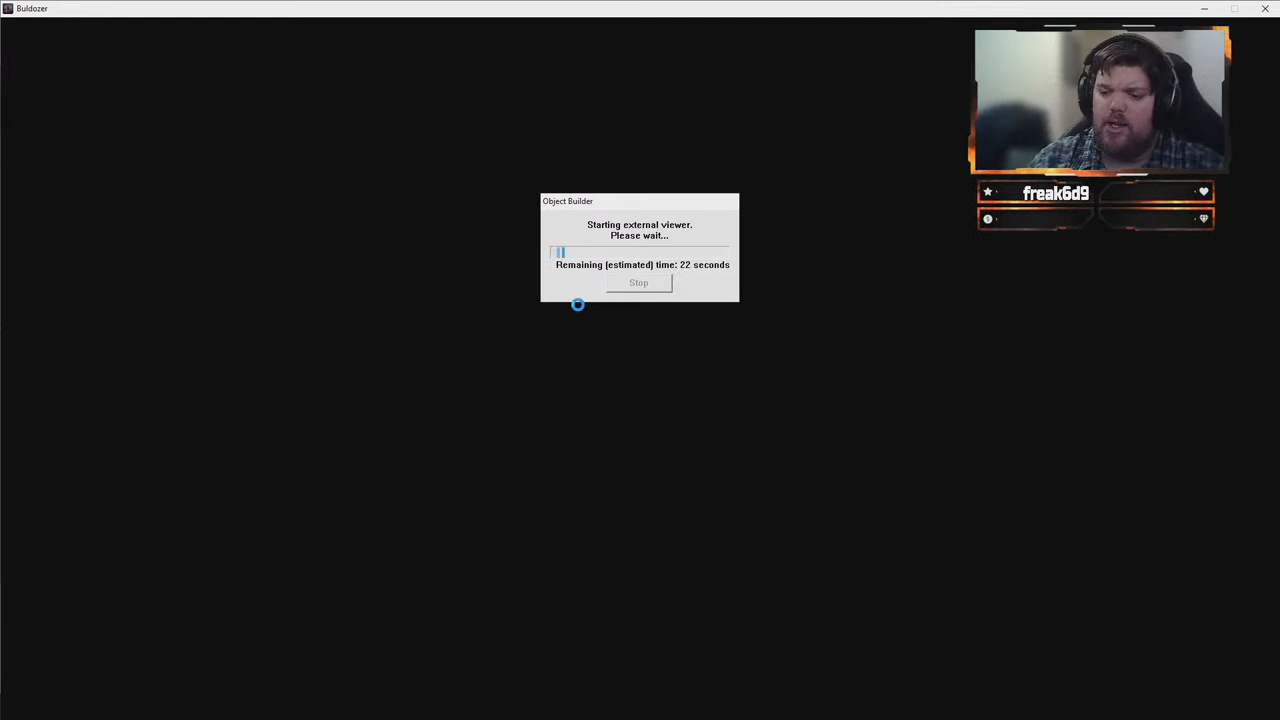 Buldozer
Object Builder
Starting external viewer.
Please wait...
Remaining (estimated) time: 22 seconds
Stop
freak6d9